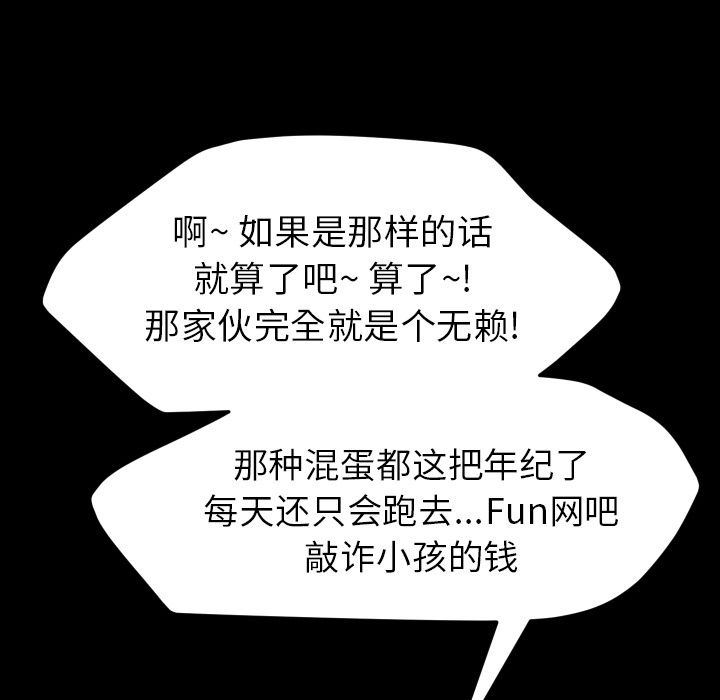 啊~ 如果是那样的话
就算了吧~ 算了~!
那家伙完全就是个无赖!
那种混蛋都这把年纪了
每天还只会跑去...Fun网吧
敲诈小孩的钱